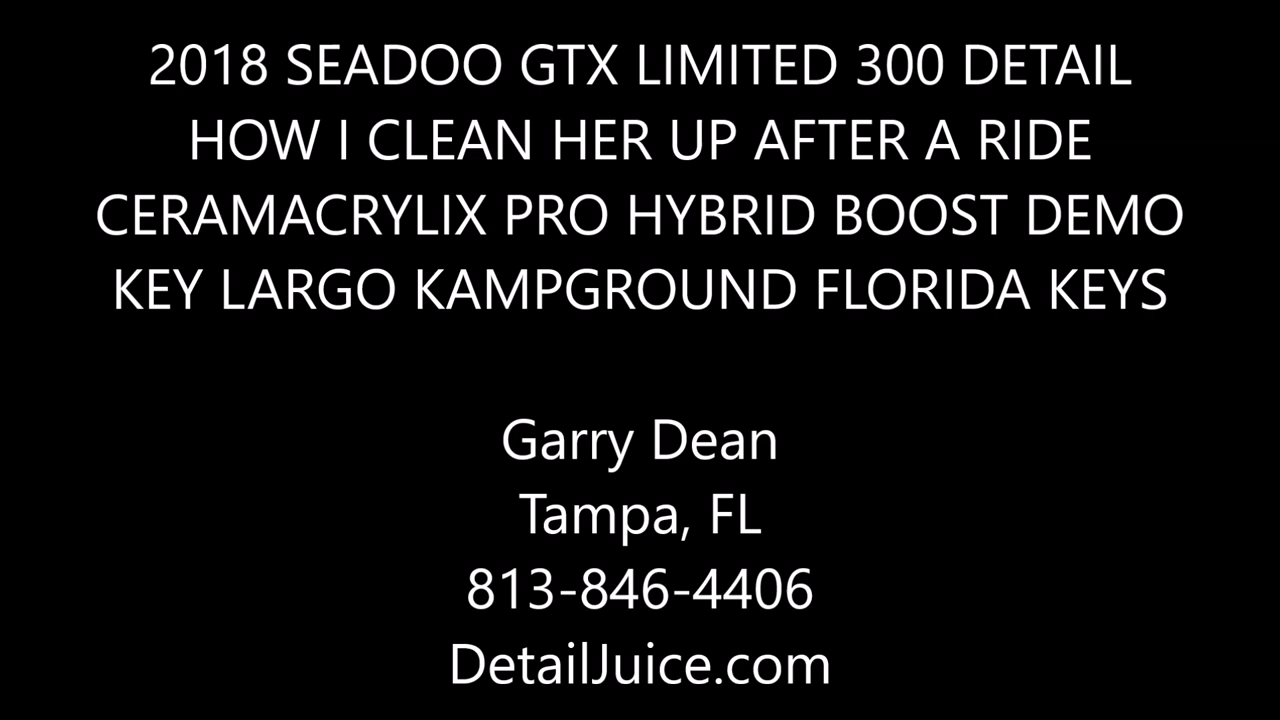 2018 SEADOO GTX LIMITED 300 DETAIL
HOW I CLEAN HER UP AFTER A RIDE
CERAMACRYLIX PRO HYBRID BOOST DEMO
KEY LARGO KAMPGROUND FLORIDA KEYS
Garry Dean
Tampa, FL
813-846-4406
DetailJuice.com